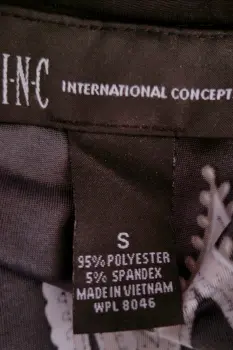 I·N·C INTERNATIONAL CONCEPT
S
95% POLYESTER
5% SPANDEX
MADE IN VIETNAM
WPL 8046